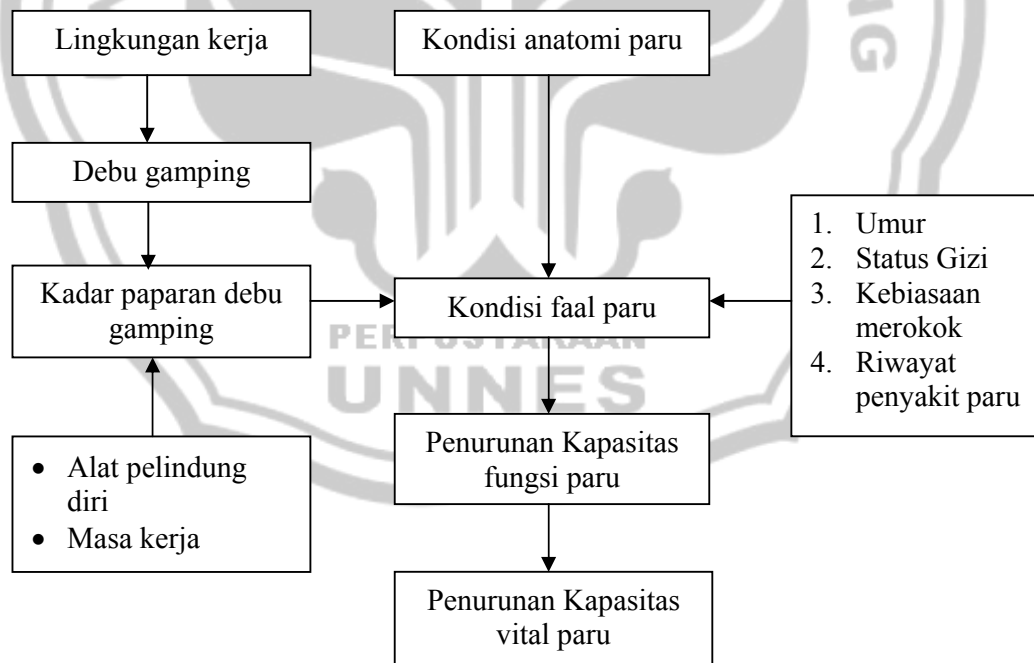 Lingkungan kerja
Kondisi anatomi paru
Debu gamping
Kadar paparan debu
gamping
Kondisi faal paru
1. Umur
2. Status Gizi
3. Kebiasaan
merokok
4. Riwayat
penyakit paru
PERPUSTAKAAN
UNNES
• Alat pelindung
diri
• Masa kerja
Penurunan Kapasitas
fungsi paru
Penurunan Kapasitas
vital paru